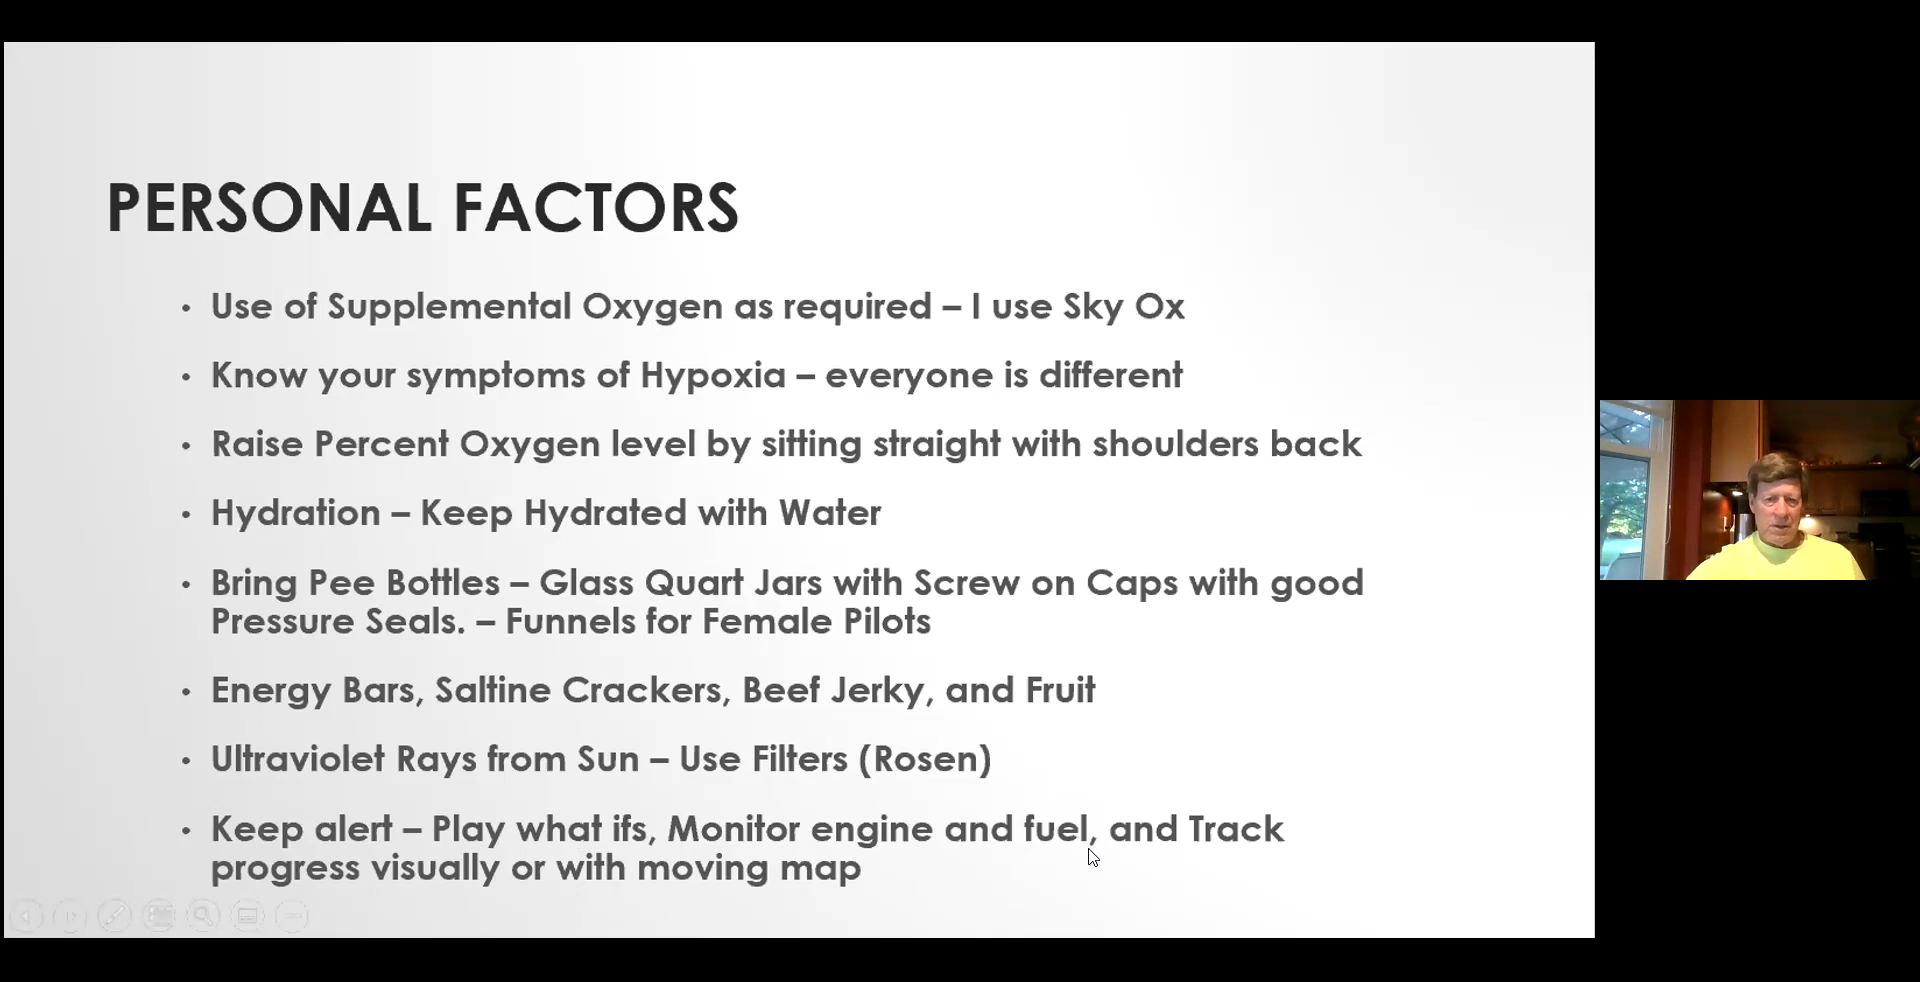 PERSONAL FACTORS
• Use of Supplemental Oxygen as required – I use Sky Ox
• Know your symptoms of Hypoxia – everyone is different
• Raise Percent Oxygen level by sitting straight with shoulders back
• Hydration – Keep Hydrated with Water
• Bring Pee Bottles – Glass Quart Jars with Screw on Caps with good
Pressure Seals. – Funnels for Female Pilots
• Energy Bars, Saltine Crackers, Beef Jerky, and Fruit
• Ultraviolet Rays from Sun – Use Filters (Rosen)
• Keep alert – Play what ifs, Monitor engine and fuel, and Track
progress visually or with moving map